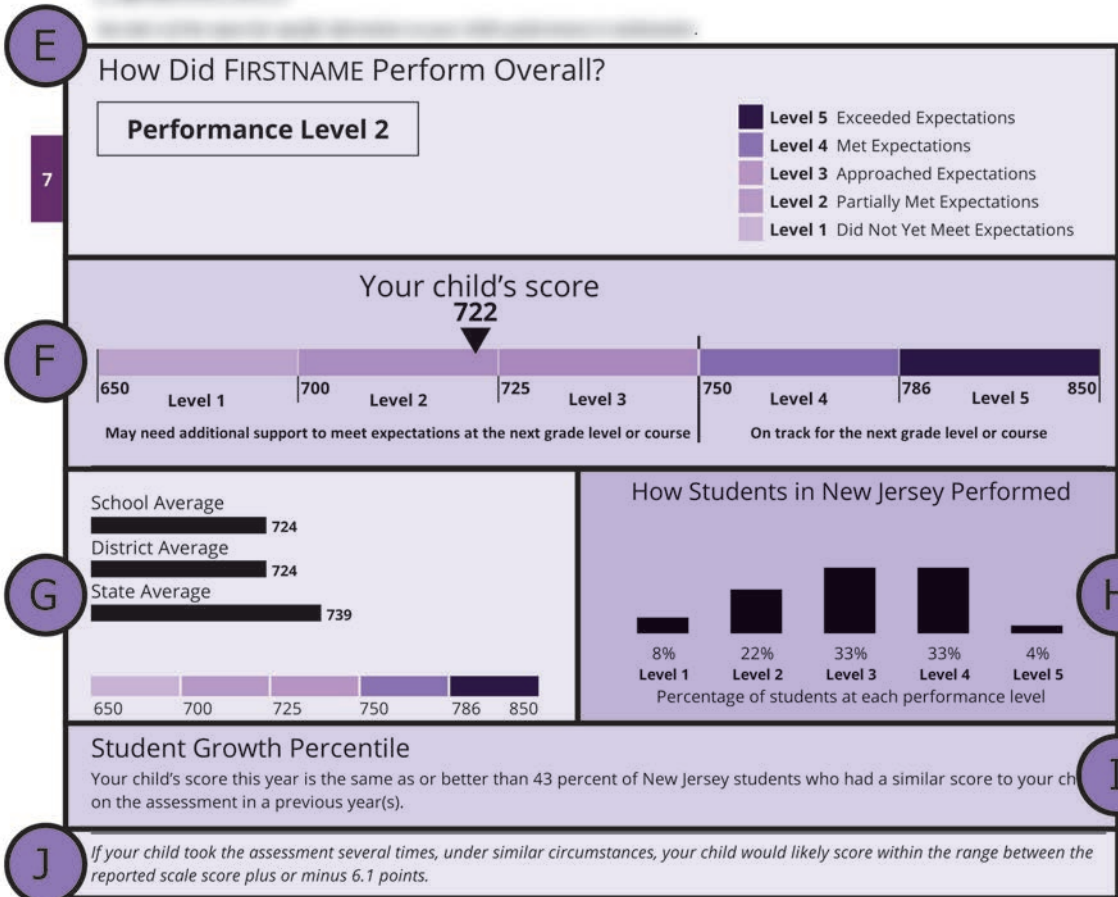 E
How Did FIRSTNAME Perform Overall?
Performance Level 2
Level 5 Exceeded Expectations
Level 4 Met Expectations
Level 3 Approached Expectations
Level 2 Partially Met Expectations
Level 1 Did Not Yet Meet Expectations
7
Your child's score
722
F
650 700 725 750 786 850
Level 1 Level 2 Level 3 Level 4 Level 5
May need additional support to meet expectations at the next grade level or course On track for the next grade level or course
G
School Average
724
District Average
724
State Average
739
650 700 725 750 786 850
H
How Students in New Jersey Performed
8% 22% 33% 33% 4%
Level 1 Level 2 Level 3 Level 4 Level 5
Percentage of students at each performance level
Student Growth Percentile
Your child's score this year is the same as or better than 43 percent of New Jersey students who had a similar score to your ch
on the assessment in a previous year(s).
I
J
If your child took the assessment several times, under similar circumstances, your child would likely score within the range between the
reported scale score plus or minus 6.1 points.